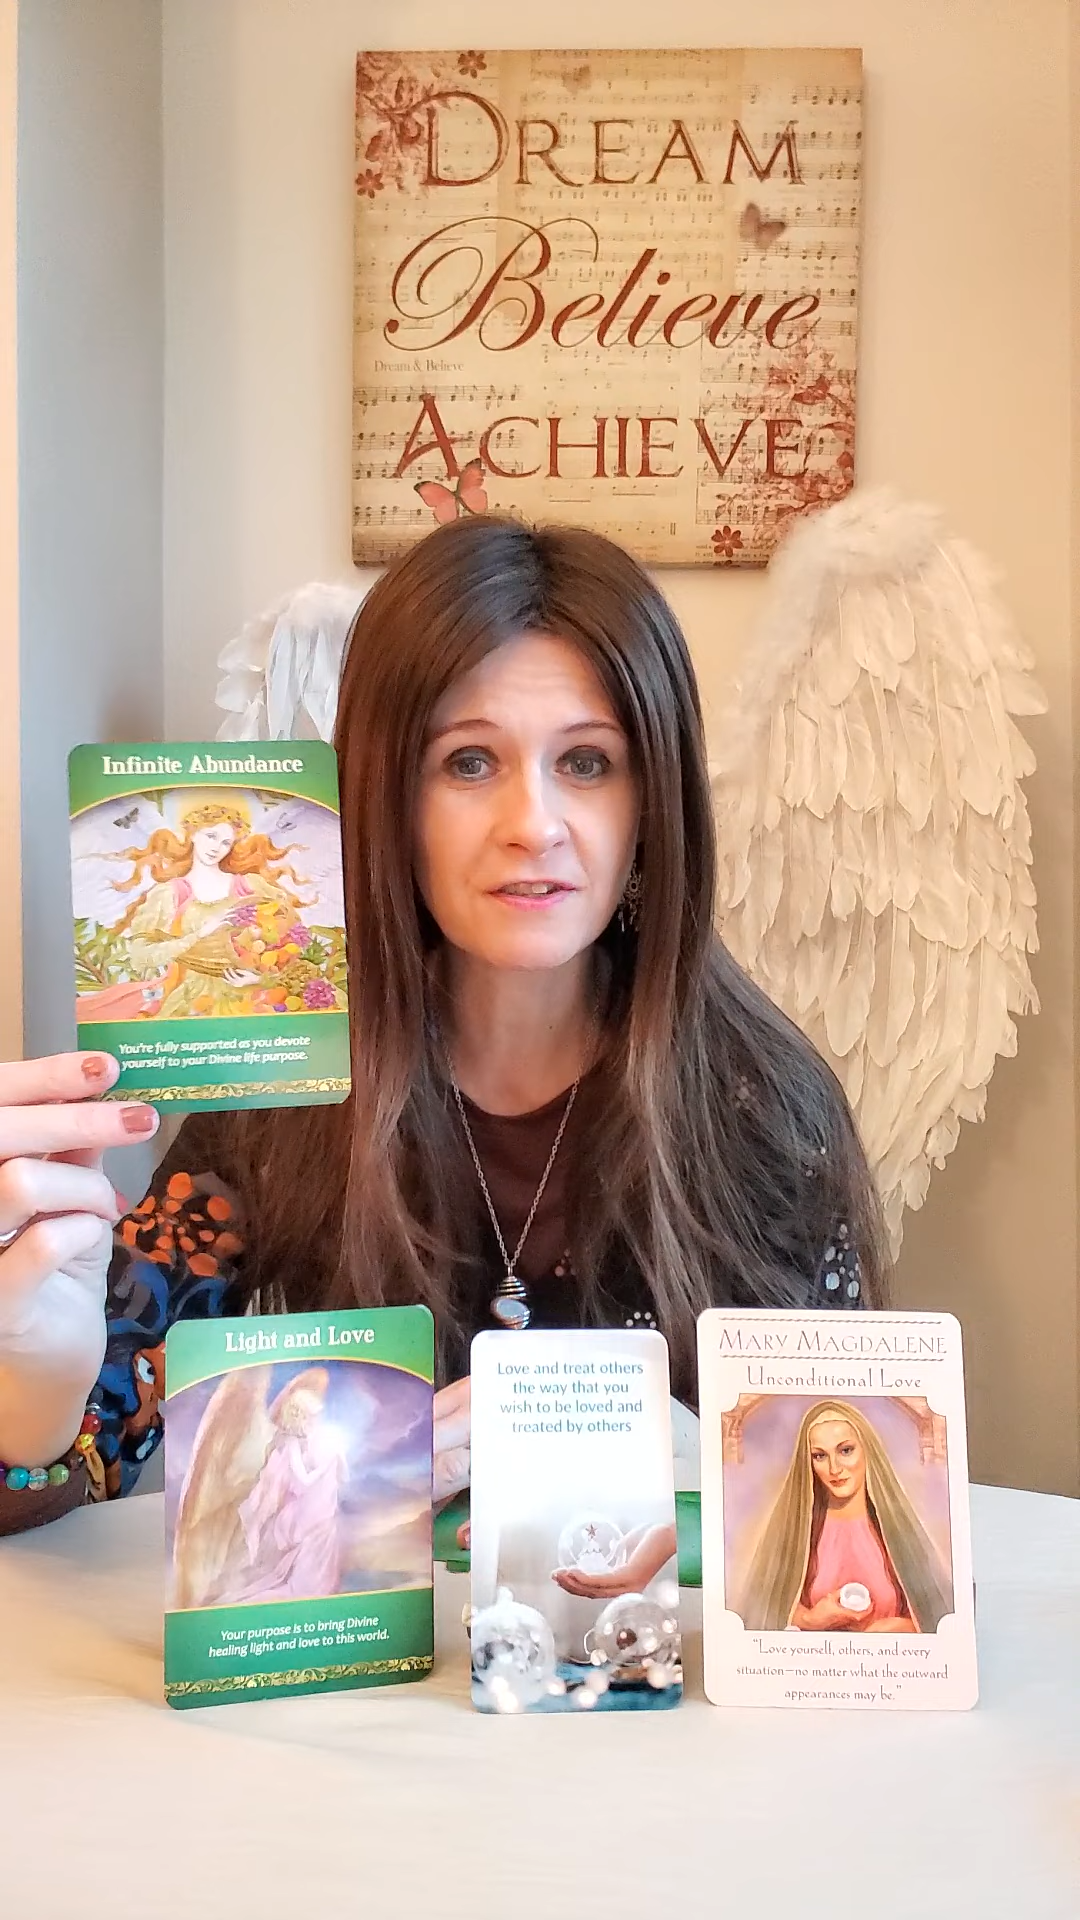 DREAM
Believe
Dream & Believe
ACHIEVE
Infinite Abundance
You're fully supported as you devote
yourself to your Divine life purpose.
Light and Love
Your purpose is to bring Divine
healing light and love to this world.
Love and treat others
the way that you
wish to be loved and
treated by others
MARY MAGDALENE
Unconditional Love
"Love yourself, others, and every
situation—no matter what the outward
appearances may be."